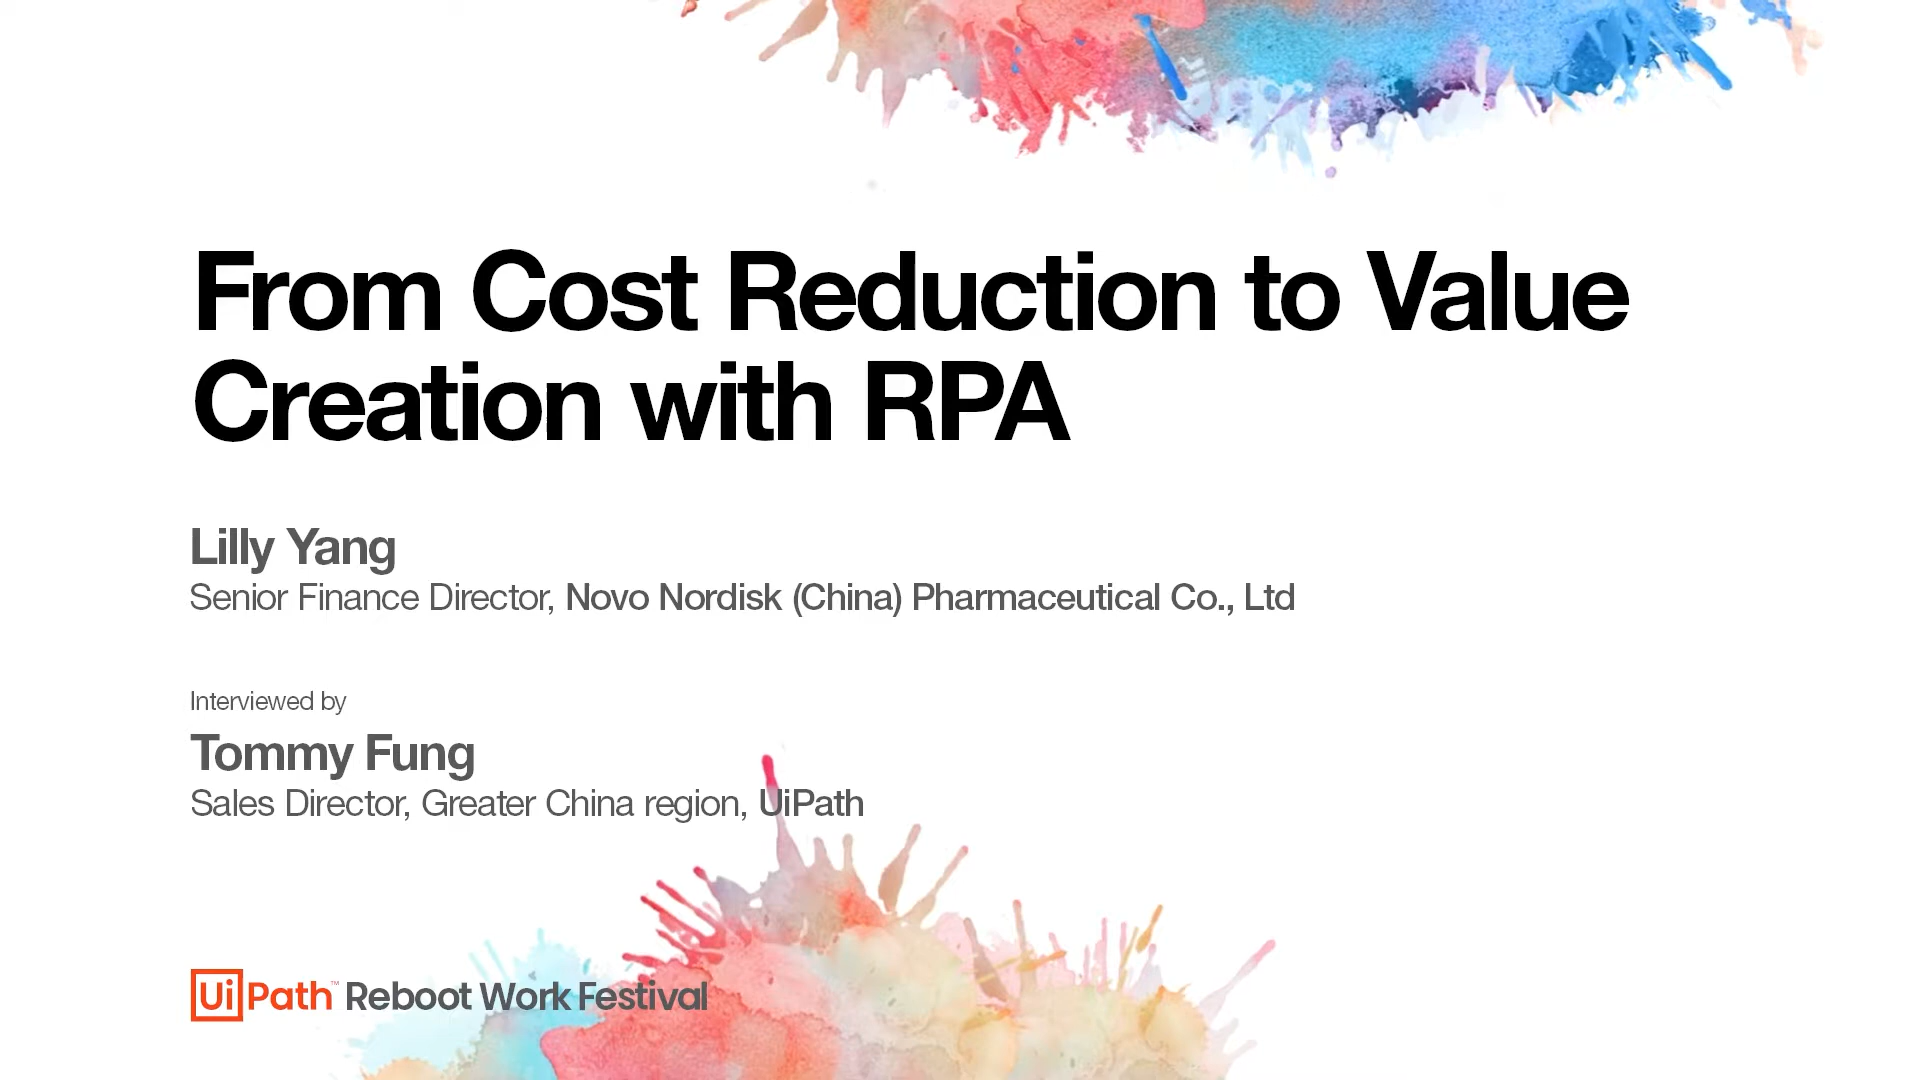 From Cost Reduction to Value
Creation with RPA
Lilly Yang
Senior Finance Director, Novo Nordisk (China) Pharmaceutical Co., Ltd
Interviewed by
Tommy Fung
Sales Director, Greater China region, UiPath
UiPath™ Reboot Work Festival